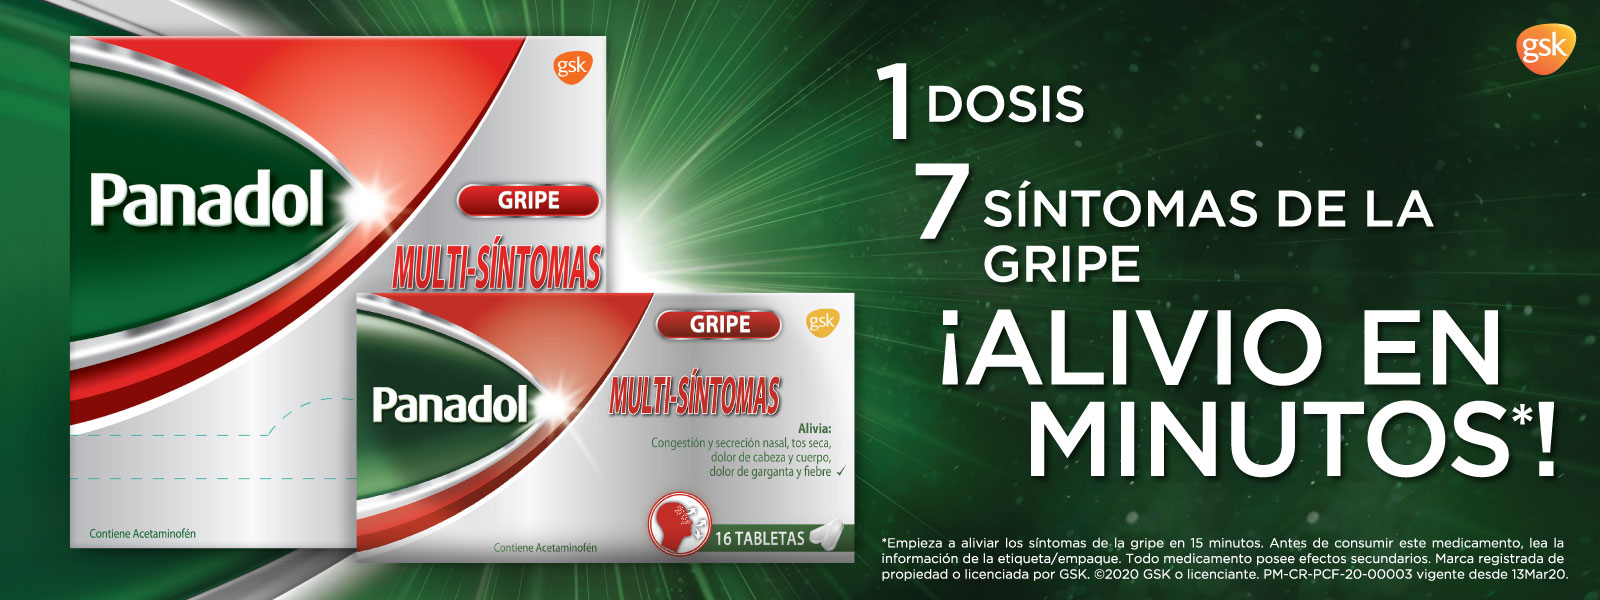 gsk
Panadol
GRIPE
MULTI-SÍNTOMAS
Contiene Acetaminofén
GRIPE
gsk
Panadol
MULTI-SÍNTOMAS
Alivia:
Congestión y secreción nasal, tos seca,
dolor de cabeza y cuerpo,
dolor de garganta y fiebre ✓
16 TABLETAS
Contiene Acetaminofén
gsk
1 DOSIS
7 SÍNTOMAS DE LA
GRIPE
¡ALIVIO EN
MINUTOS*!
*Empieza a aliviar los síntomas de la gripe en 15 minutos. Antes de consumir este medicamento, lea la
información de la etiqueta/empaque. Todo medicamento posee efectos secundarios. Marca registrada de
propiedad o licenciada por GSK. ©2020 GSK o licenciante. PM-CR-PCF-20-00003 vigente desde 13Mar20.